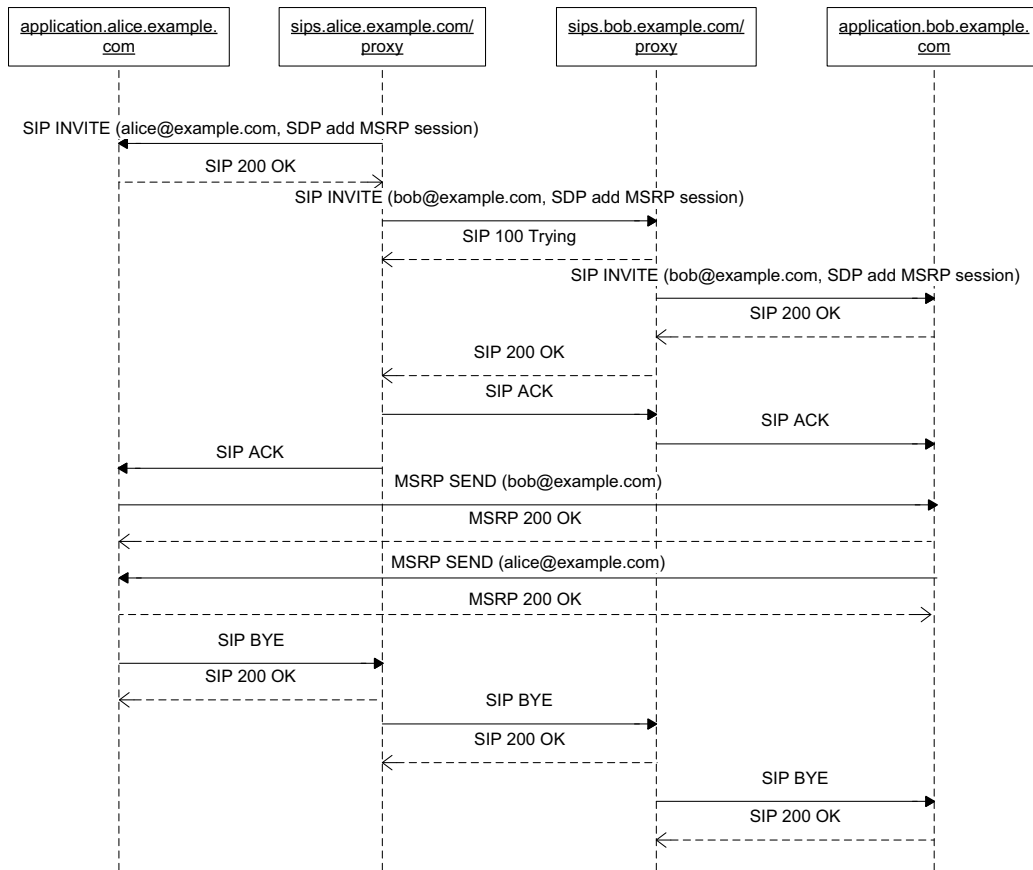 application.alice.example.
com
sips.alice.example.com/
proxy
sips.bob.example.com/
proxy
application.bob.example.
com
SIP INVITE (alice@example.com, SDP add MSRP session)
SIP 200 OK
SIP INVITE (bob@example.com, SDP add MSRP session)
SIP 100 Trying
SIP INVITE (bob@example.com, SDP add MSRP session)
SIP 200 OK
SIP 200 OK
SIP ACK
SIP ACK
SIP ACK
MSRP SEND (bob@example.com)
MSRP 200 OK
MSRP SEND (alice@example.com)
MSRP 200 OK
SIP BYE
SIP 200 OK
SIP BYE
SIP 200 OK
SIP BYE
SIP 200 OK